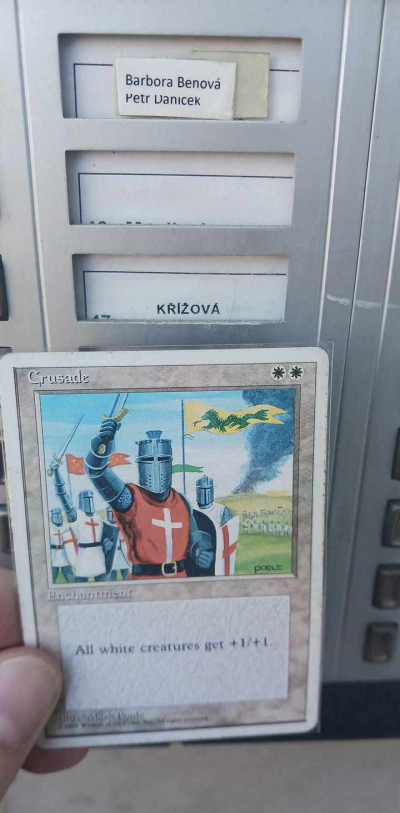 Barbora Benová
Petr Daníček
KŘÍŽOVÁ
Crusade
POOLE
Enchantment
All white creatures get +1/+1.